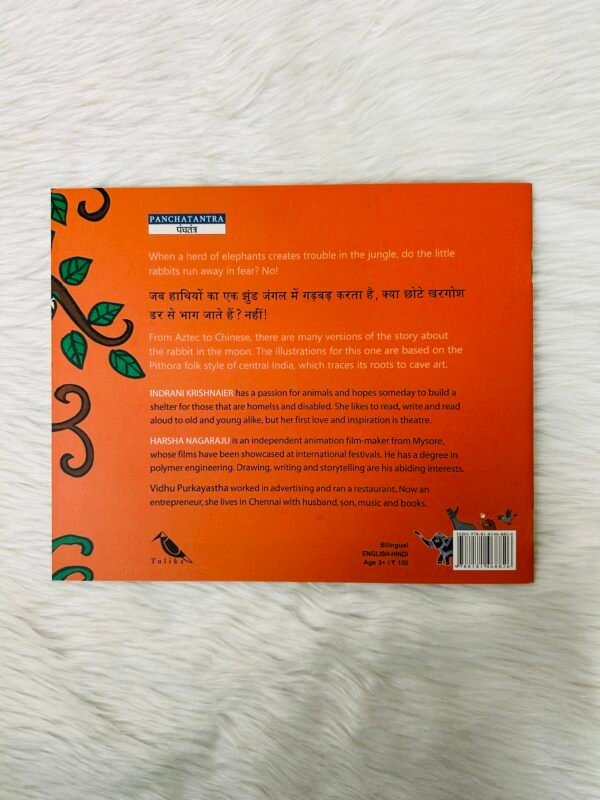 PANCHATANTRA
पंचतंत्र
When a herd of elephants creates trouble in the jungle, do the little
rabbits run away in fear? No!
जब हाथियों का एक झुंड जंगल में गड़बड़ करता है, क्या छोटे खरगोश
डर से भाग जाते हैं? नहीं!
From Aztec to Chinese, there are many versions of the story about
the rabbit in the moon. The illustrations for this one are based on the
Pithora folk style of central India, which traces its roots to cave art.
INDRANI KRISHNAIER has a passion for animals and hopes someday to build a
shelter for those that are homelss and disabled. She likes to read, write and read
aloud to old and young alike, but her first love and inspiration is theatre.
HARSHA NAGARAJU is an independent animation film-maker from Mysore,
whose films have been showcased at international festivals. He has a degree in
polymer engineering. Drawing, writing and storytelling are his abiding interests.
Vidhu Purkayastha worked in advertising and ran a restaurant. Now an
entrepreneur, she lives in Chennai with husband, son, music and books.
Tulika
Bilingual
ENGLISH-HINDI
Age 3+ / ₹ 150
ISBN 978-81-8146-882-6
9788181468826